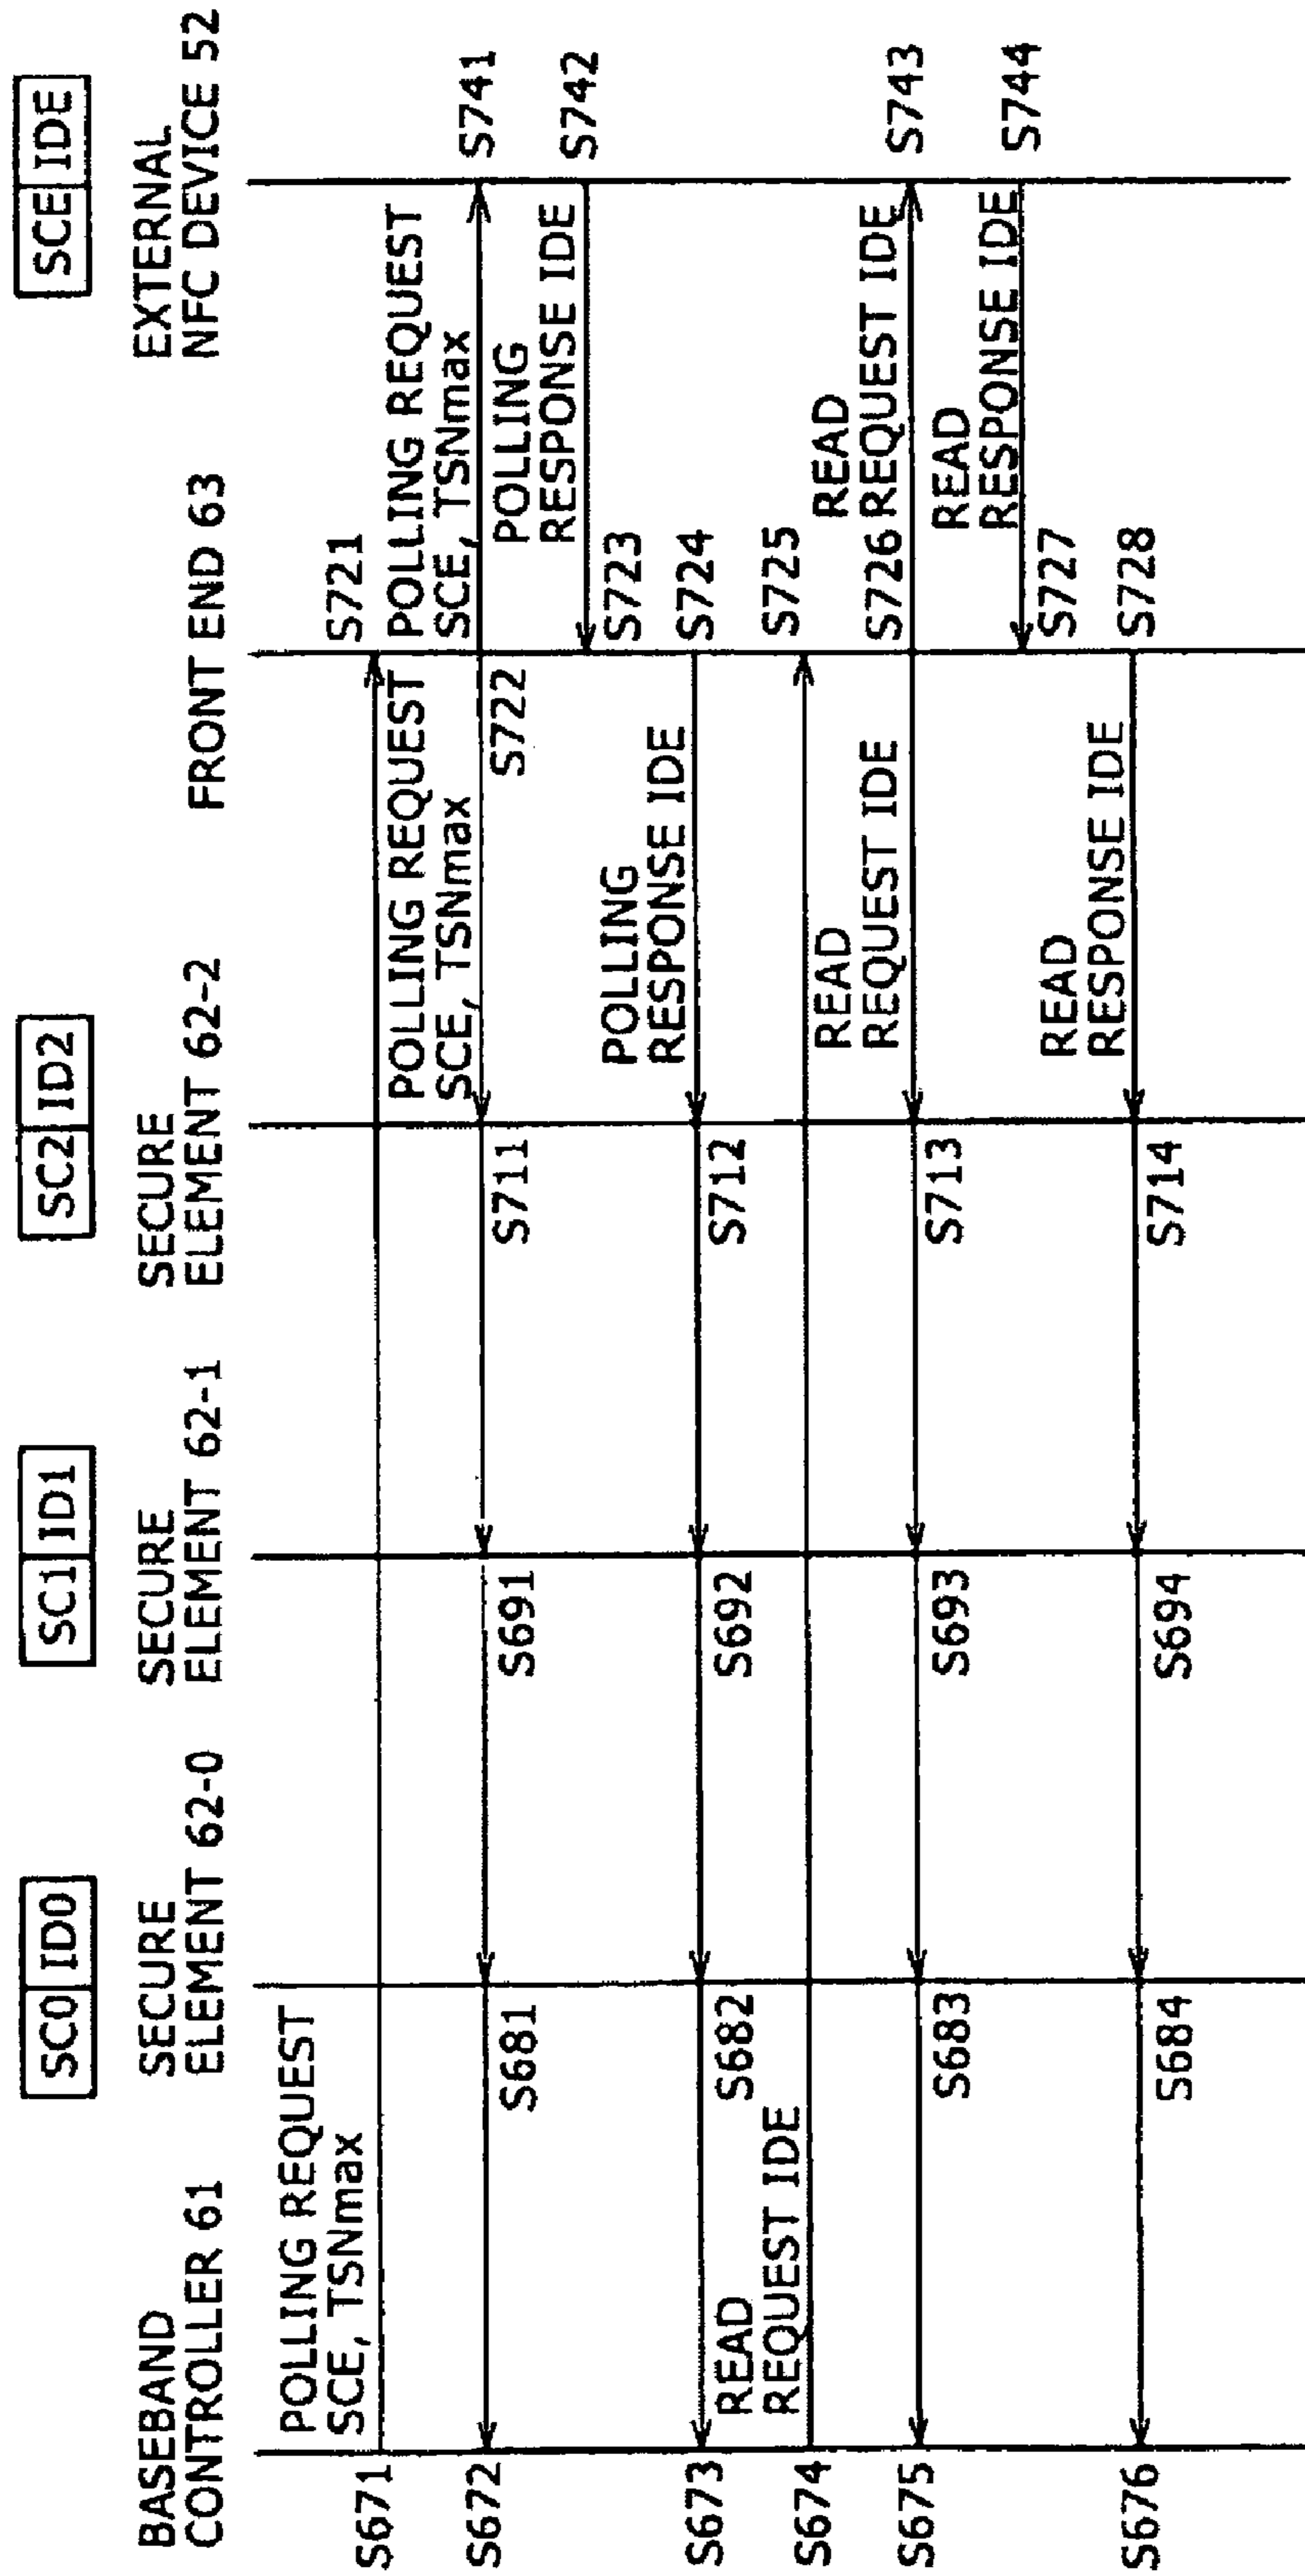 SC0 ID0
SC1 ID1
SC2 ID2
SCE IDE
BASEBAND
CONTROLLER 61
SECURE
ELEMENT 62-0
SECURE
ELEMENT 62-1
SECURE
ELEMENT 62-2
FRONT END 63
EXTERNAL
NFC DEVICE 52
S671
POLLING REQUEST
SCE, TSNmax
S721
POLLING REQUEST
SCE, TSNmax
POLLING REQUEST
SCE, TSNmax
S672
S681
S691
S711
S722
S741
POLLING
RESPONSE IDE
S742
S723
POLLING
RESPONSE IDE
S673
S682
S692
S712
S724
READ
REQUEST IDE
S674
S725
READ
REQUEST IDE
READ
REQUEST IDE
S675
S683
S693
S713
S726
S743
READ
RESPONSE IDE
S744
S727
READ
RESPONSE IDE
S676
S684
S694
S714
S728